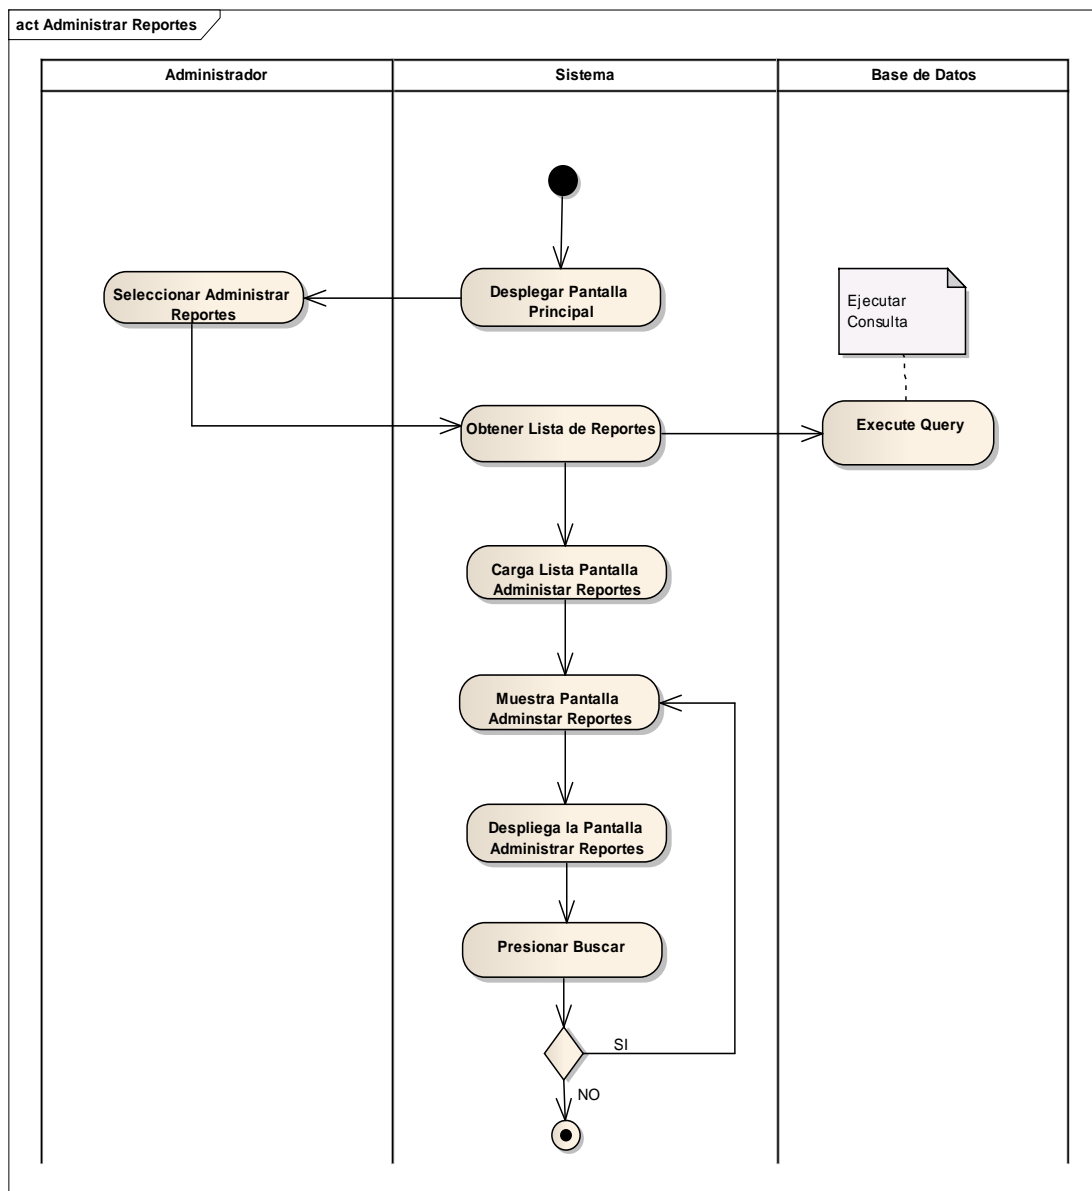 act Administrar Reportes
Administrador
Sistema
Base de Datos
Desplegar Pantalla
Principal
Seleccionar Administrar
Reportes
Ejecutar
Consulta
Obtener Lista de Reportes
Execute Query
Carga Lista Pantalla
Administar Reportes
Muestra Pantalla
Adminstar Reportes
Despliega la Pantalla
Administrar Reportes
Presionar Buscar
SI
NO